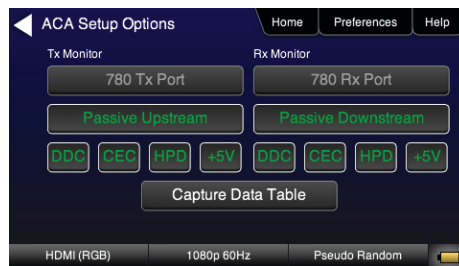 ACA Setup Options Home Preferences Help
Tx Monitor Rx Monitor
780 Tx Port 780 Rx Port
Passive Upstream Passive Downstream
DDC CEC HPD +5V DDC CEC HPD +5V
Capture Data Table
HDMI (RGB) 1080p 60Hz Pseudo Random